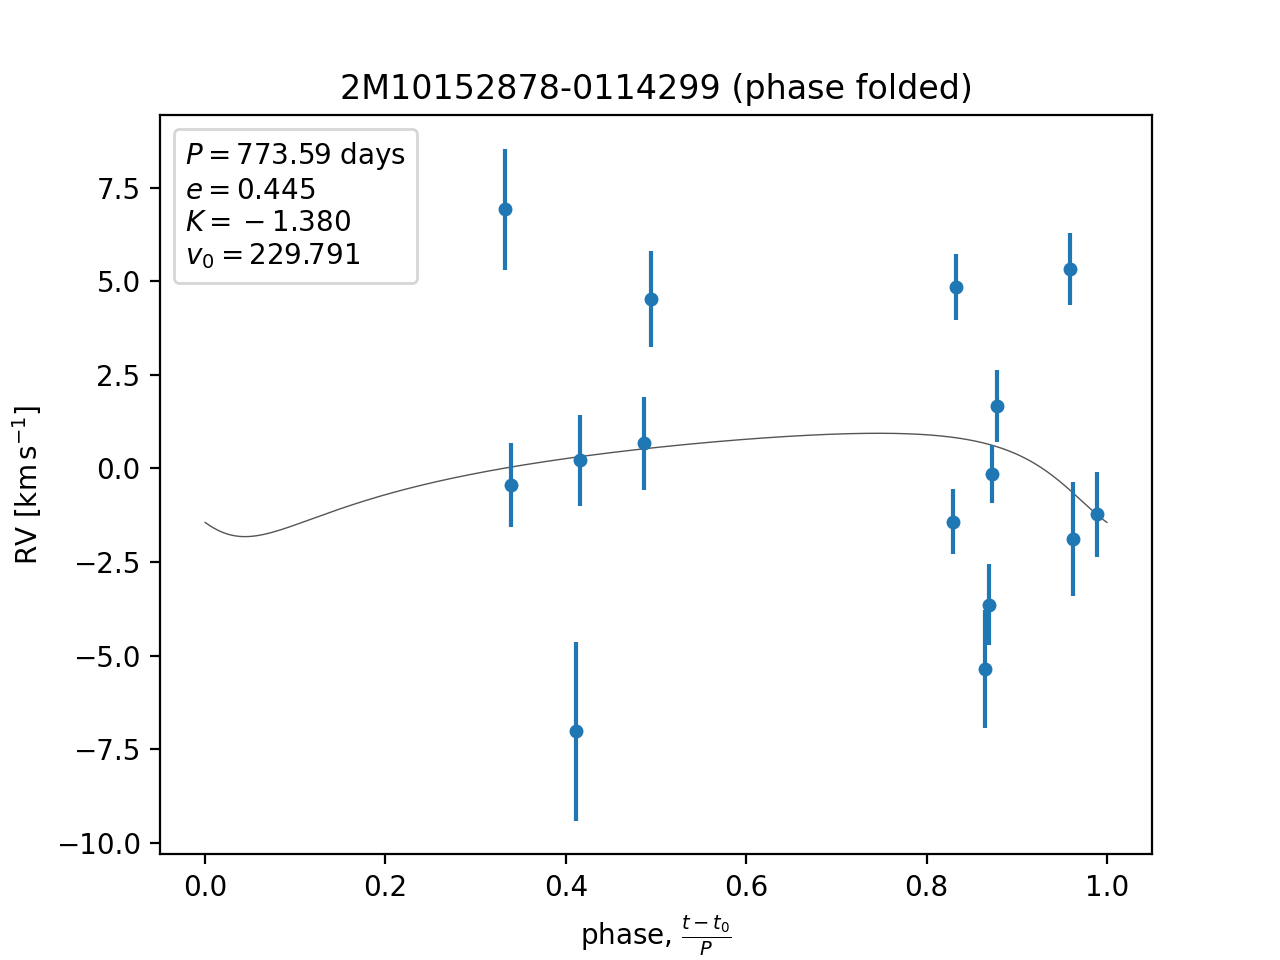 2M10152878-0114299 (phase folded)
P = 773.59 days
e = 0.445
K = −1.380
v₀ = 229.791
7.5
5.0
2.5
0.0
−2.5
−5.0
−7.5
−10.0
RV [km s⁻¹]
0.0 0.2 0.4 0.6 0.8 1.0
phase, (t − t₀)/P